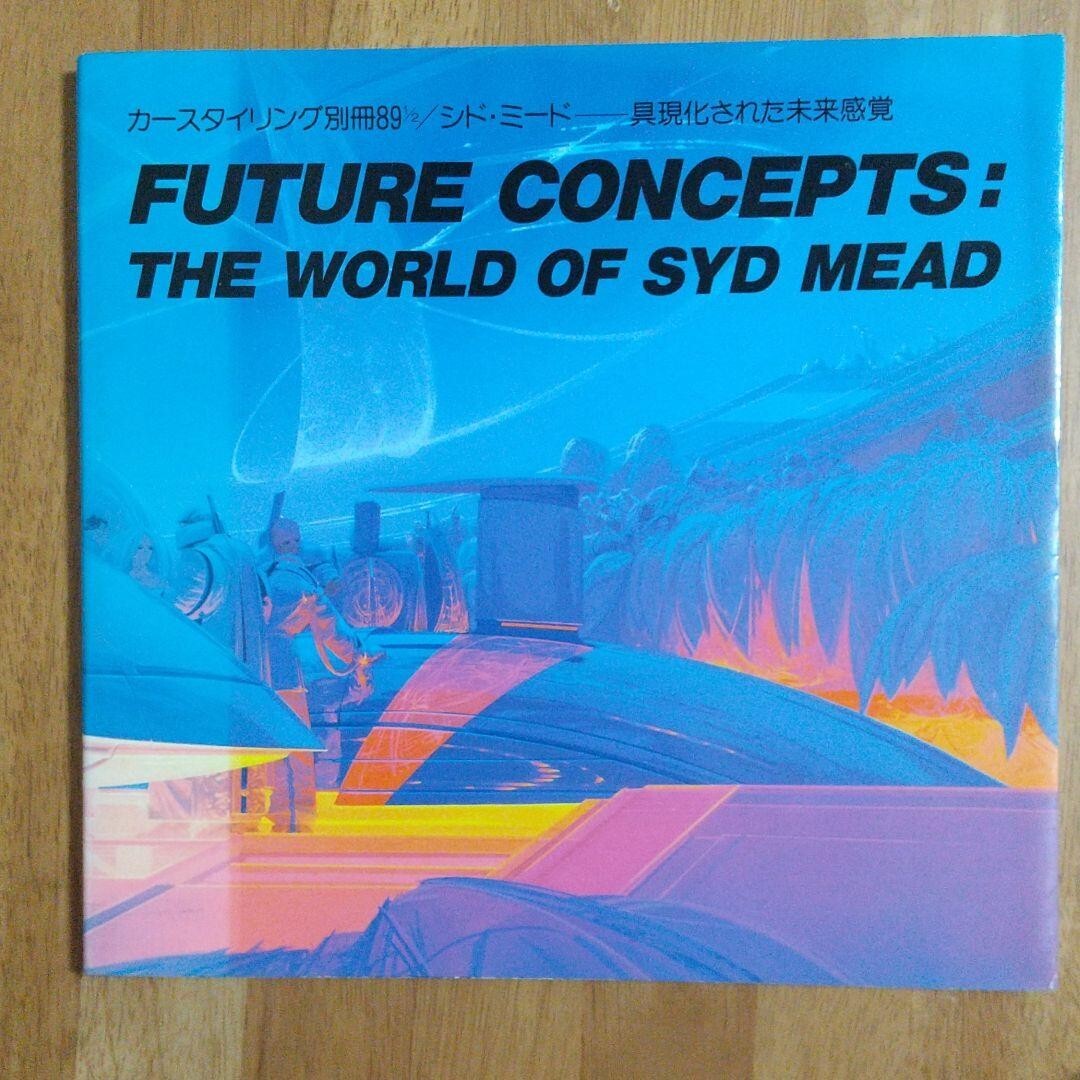 カースタイリング別冊89½/シド・ミード──具現化された未来感覚
FUTURE CONCEPTS:
THE WORLD OF SYD MEAD